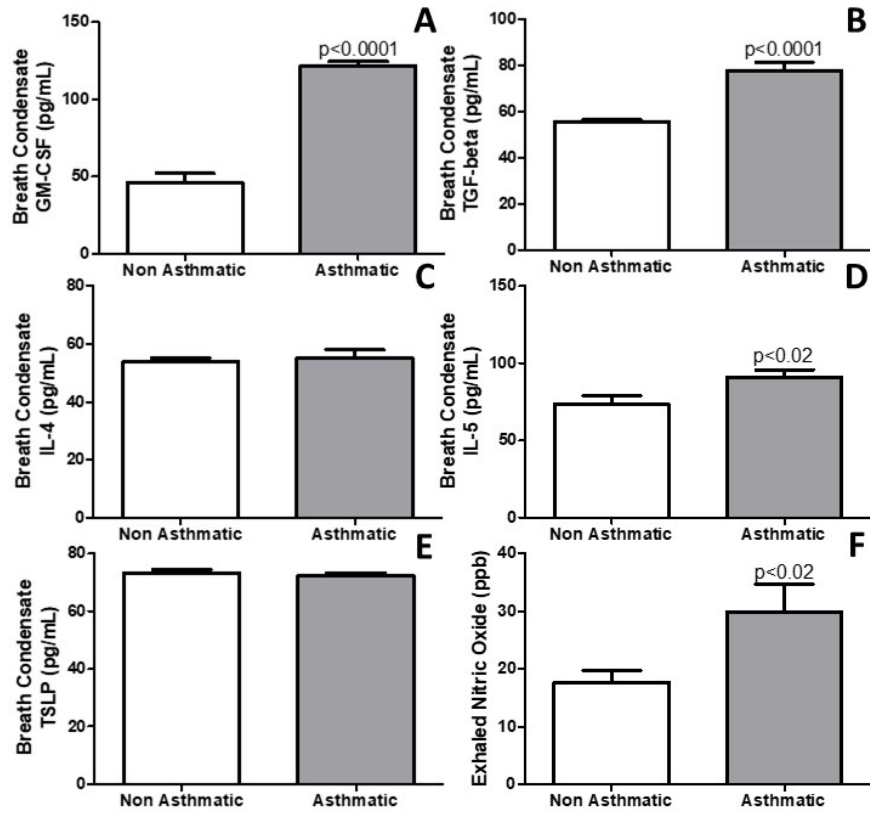 A
Breath Condensate
GM-CSF (pg/mL)
150
100
50
0
p<0.0001
Non Asthmatic
Asthmatic
B
Breath Condensate
TGF-beta (pg/mL)
100
80
60
40
20
0
p<0.0001
Non Asthmatic
Asthmatic
C
Breath Condensate
IL-4 (pg/mL)
80
60
40
20
0
Non Asthmatic
Asthmatic
D
Breath Condensate
IL-5 (pg/mL)
150
100
50
0
p<0.02
Non Asthmatic
Asthmatic
E
Breath Condensate
TSLP (pg/mL)
80
60
40
20
0
Non Asthmatic
Asthmatic
F
Exhaled Nitric Oxide (ppb)
40
30
20
10
0
p<0.02
Non Asthmatic
Asthmatic